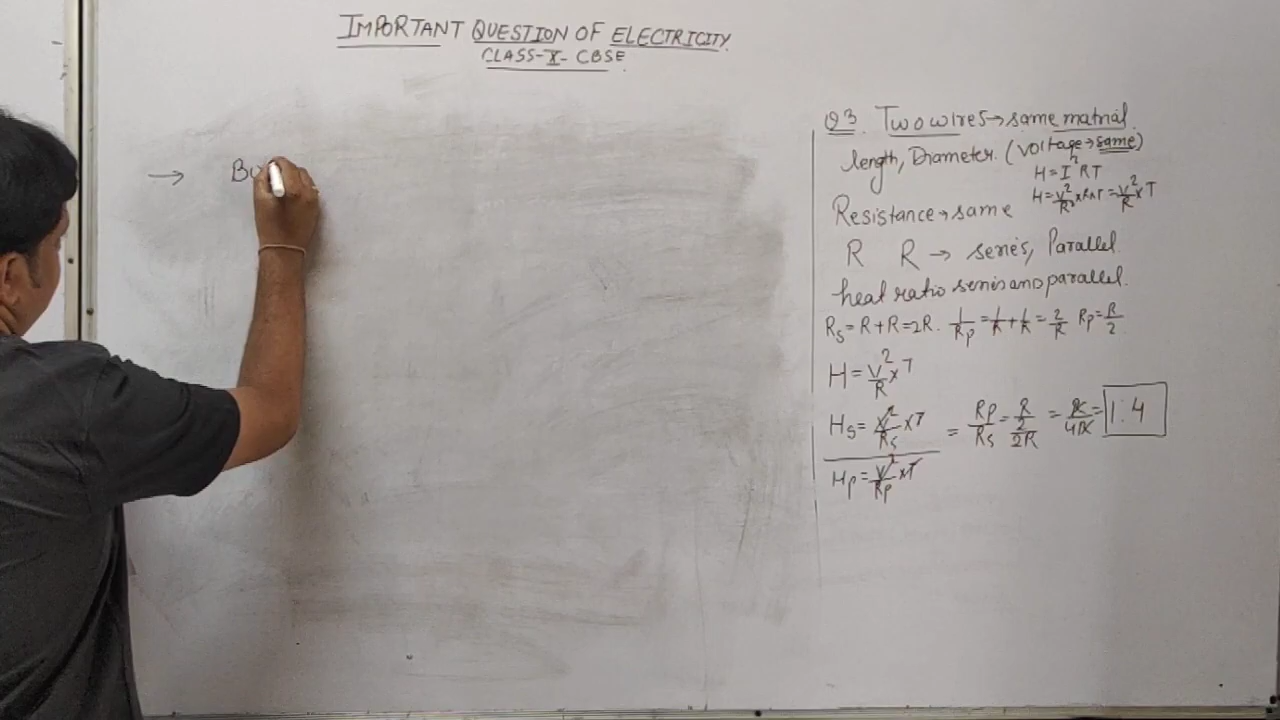 IMPORTANT QUESTION OF ELECTRICITY
CLASS-X-CBSE
→ Bu
Q3. Two wires→same matrial
length, Diameter. (voltage→same)
H=I²RT
H=V²/R²×R×T=V²/R×T
Resistance→same
R R → series, Parallel
heat ratio series and parallel.
Rs=R+R=2R. 1/Rp=1/R+1/R=2/R Rp=R/2
H=V²/R×T
Hs=V²/Rs×T = Rp/Rs=R/2/2R =R/4R=1:4
Hp=V²/Rp×T